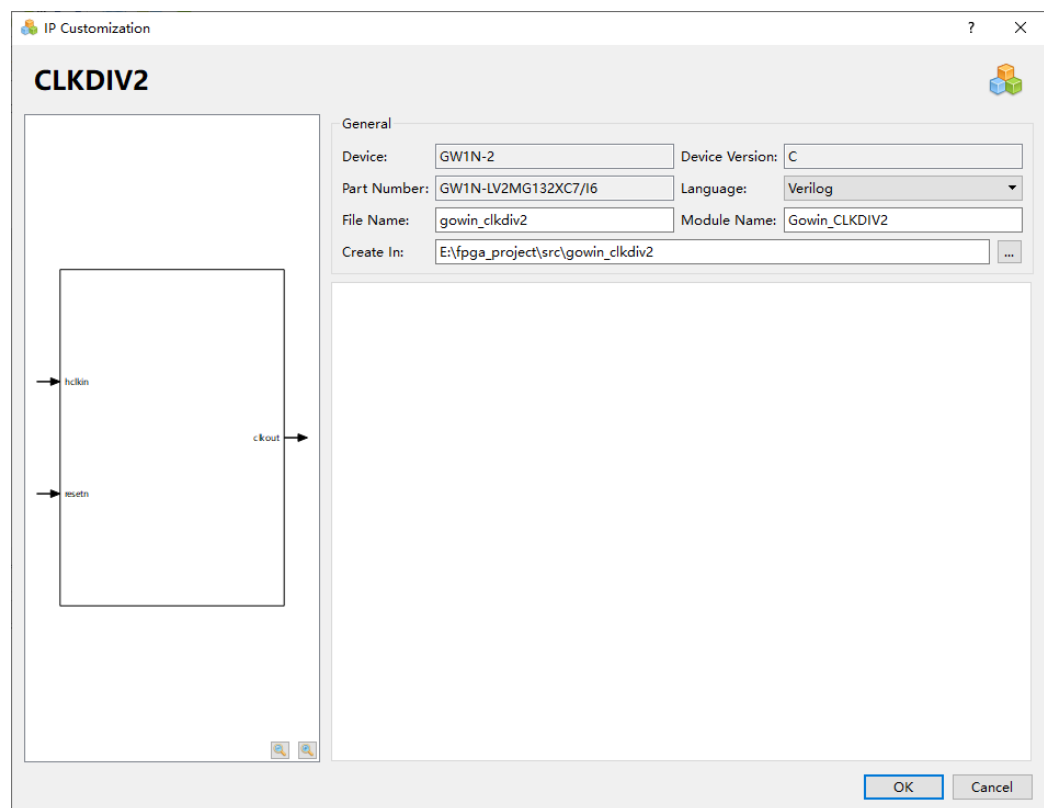 IP Customization
?
CLKDIV2
General
Device: GW1N-2 Device Version: C
Part Number: GW1N-LV2MG132XC7/I6 Language: Verilog
File Name: gowin_clkdiv2 Module Name: Gowin_CLKDIV2
Create In: E:\fpga_project\src\gowin_clkdiv2 ...
hclkin
clkout
resetn
OK Cancel